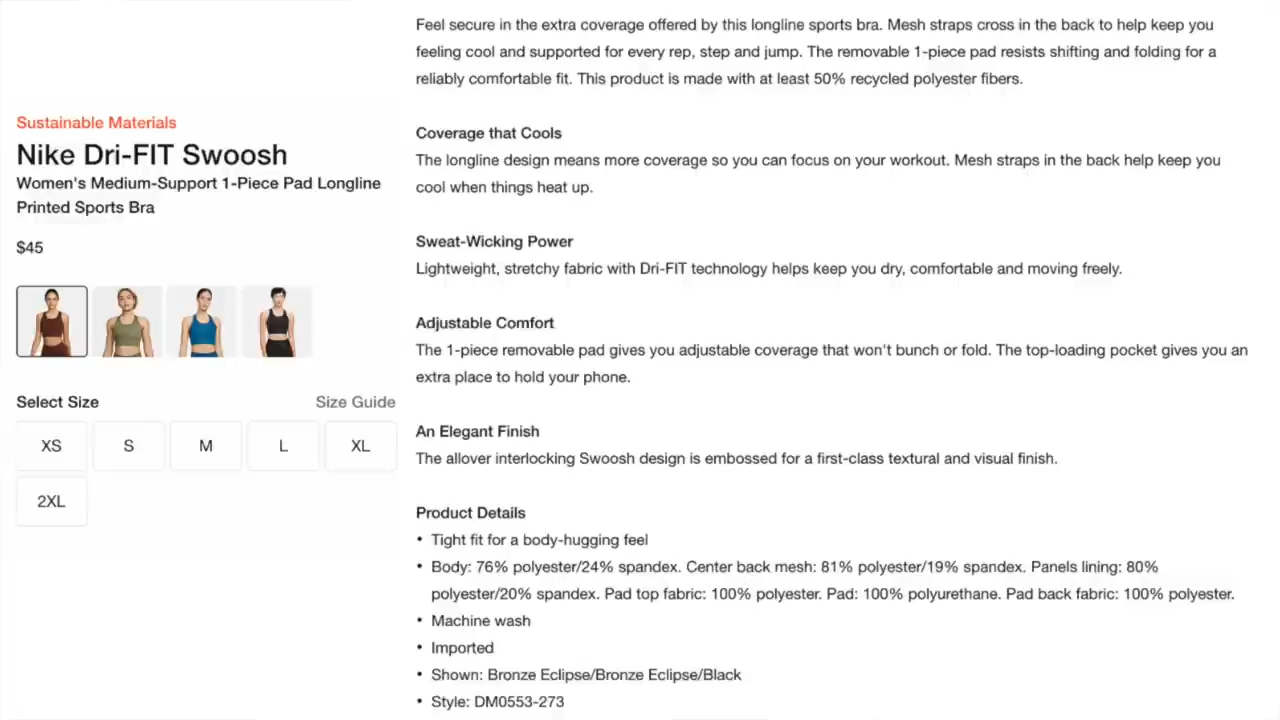 Sustainable Materials
Nike Dri-FIT Swoosh
Women's Medium-Support 1-Piece Pad Longline
Printed Sports Bra
$45
Select Size
Size Guide
XS
S
M
L
XL
2XL
Feel secure in the extra coverage offered by this longline sports bra. Mesh straps cross in the back to help keep you
feeling cool and supported for every rep, step and jump. The removable 1-piece pad resists shifting and folding for a
reliably comfortable fit. This product is made with at least 50% recycled polyester fibers.
Coverage that Cools
The longline design means more coverage so you can focus on your workout. Mesh straps in the back help keep you
cool when things heat up.
Sweat-Wicking Power
Lightweight, stretchy fabric with Dri-FIT technology helps keep you dry, comfortable and moving freely.
Adjustable Comfort
The 1-piece removable pad gives you adjustable coverage that won't bunch or fold. The top-loading pocket gives you an
extra place to hold your phone.
An Elegant Finish
The allover interlocking Swoosh design is embossed for a first-class textural and visual finish.
Product Details
• Tight fit for a body-hugging feel
• Body: 76% polyester/24% spandex. Center back mesh: 81% polyester/19% spandex. Panels lining: 80%
polyester/20% spandex. Pad top fabric: 100% polyester. Pad: 100% polyurethane. Pad back fabric: 100% polyester.
• Machine wash
• Imported
• Shown: Bronze Eclipse/Bronze Eclipse/Black
• Style: DM0553-273